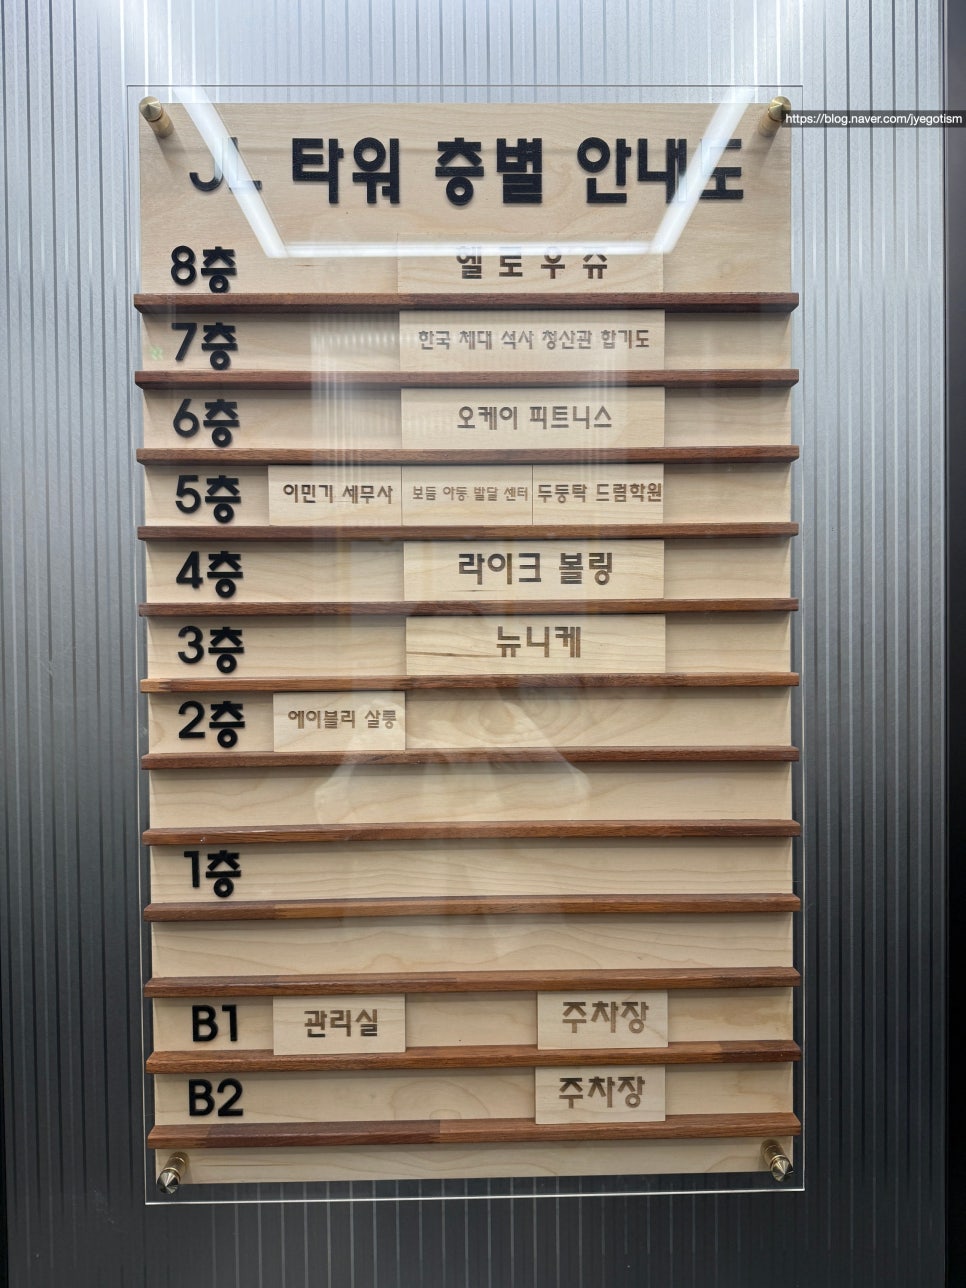 https://blog.naver.com/jyegotism
JL 타워 층별 안내도
8층 헬로우쥬
7층 한국 체대 석사 청산관 합기도
6층 오케이 피트니스
5층 이민기 세무사 보듬 아동 발달 센터 두둥탁 드럼학원
4층 라이크 볼링
3층 뉴니케
2층 에이블리 살롱
1층
B1 관리실 주차장
B2 주차장